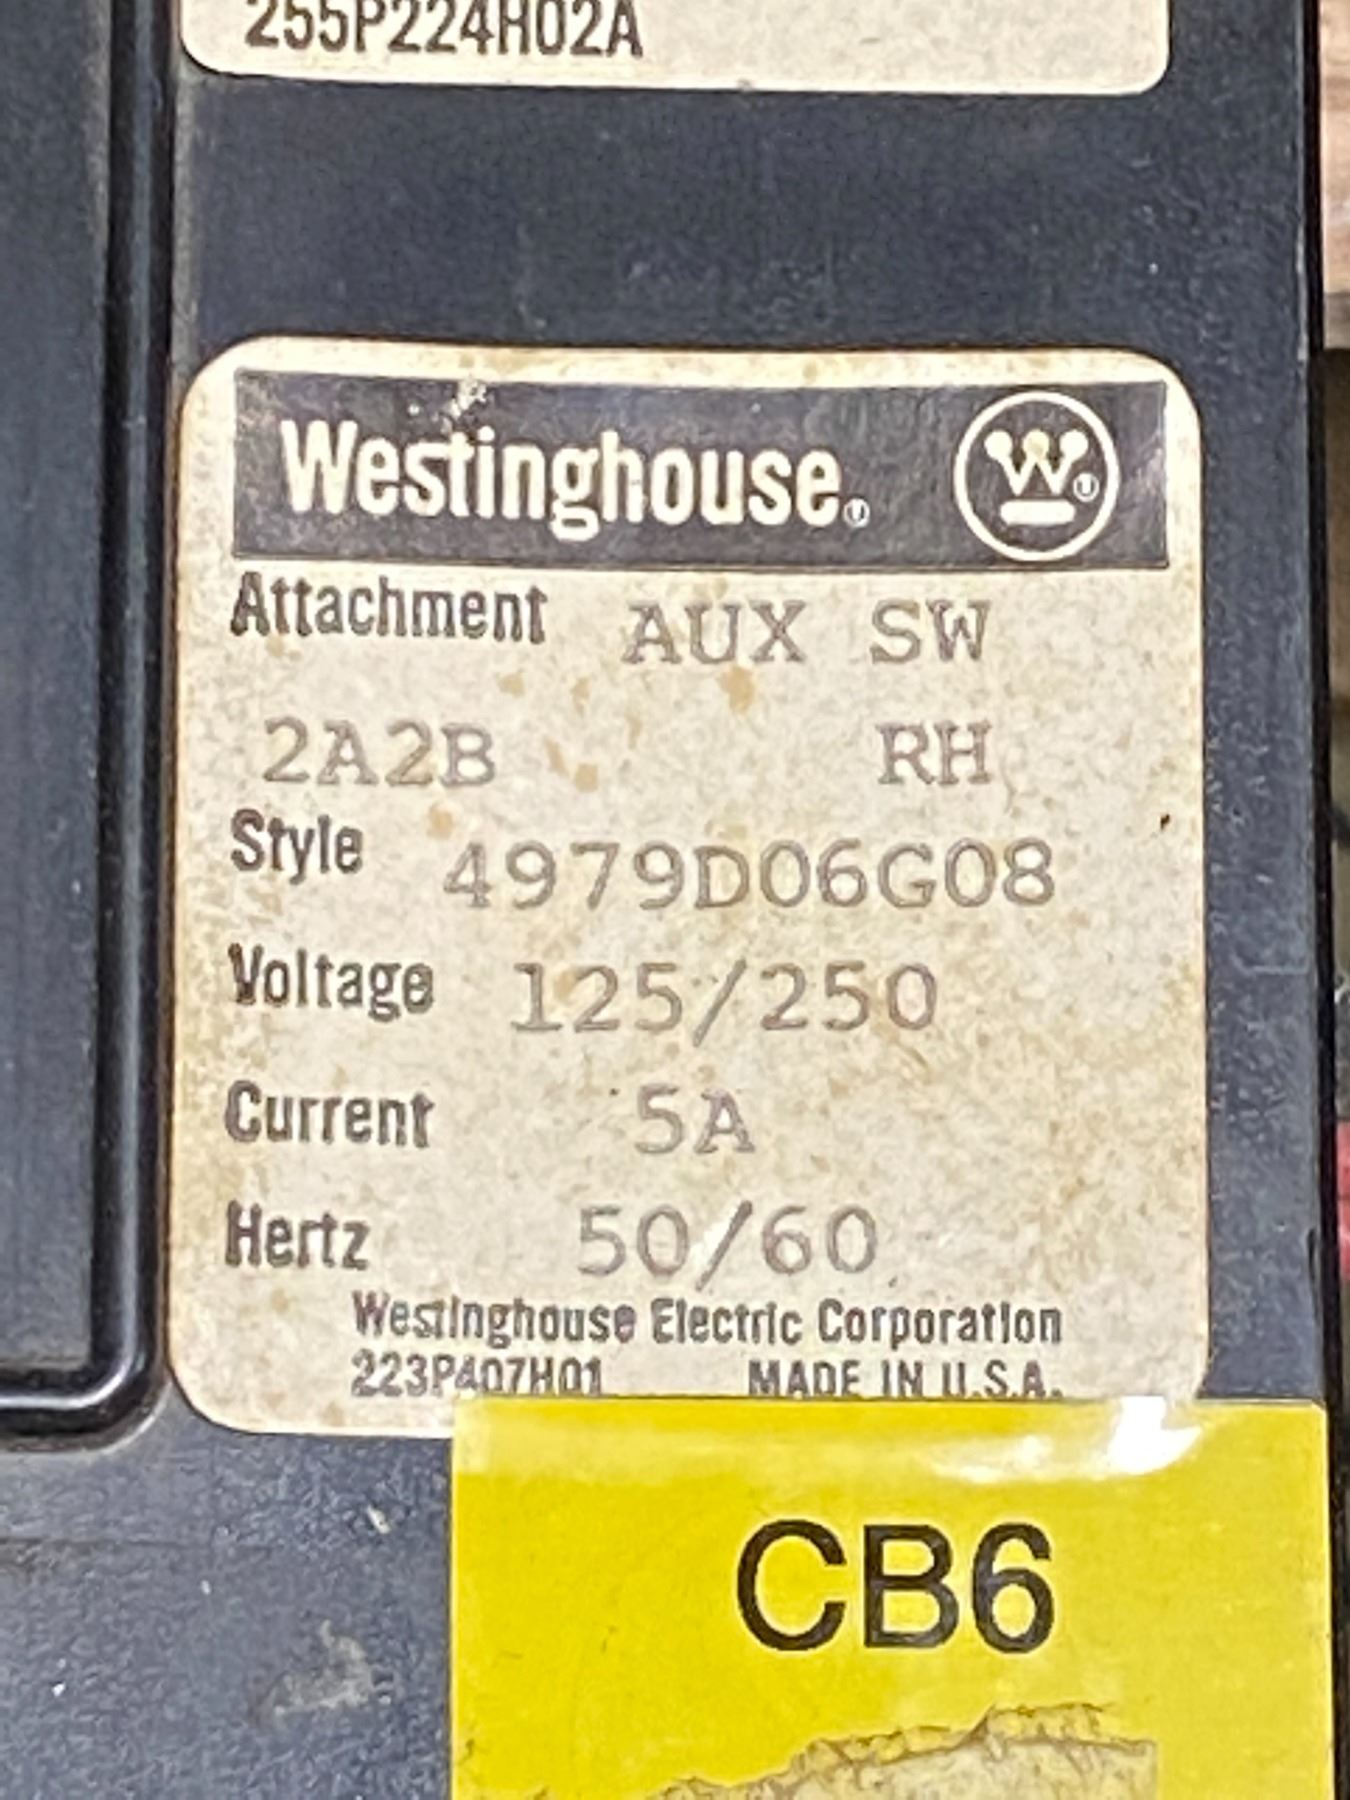 255P224H02A
Westinghouse
W
Attachment AUX SW
2A2B RH
Style 4979D06G08
Voltage 125/250
Current 5A
Hertz 50/60
Westinghouse Electric Corporation
223P407H01 MADE IN U.S.A.
CB6